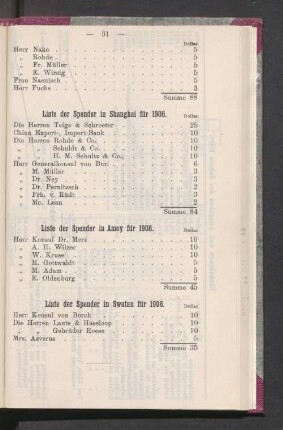 — 31 —
Dollar
Herr Nako . . . . . 5
„ Rohde . . . . . 5
„ Fr. Müller . . . . . 5
„ E. Wirsig . . . . . 5
Frau Naenisch . . . . . 5
Herr Fuchs . . . . . 3
Summe 88
Liste der Spender in Shanghai für 1906.
Dollar
Die Herren Telge & Schroeter . . . . . 25
China Export-, Import-Bank . . . . . 10
Die Herren Rohde & Co. . . . . . 10
„ „ Schuldt & Co. . . . . . 10
„ „ H. M. Schultz & Co. . . . . . 10
Herr Generalkonsul von Buri . . . . . 6
„ M. Müller . . . . . 3
„ Dr. Ney . . . . . 3
„ Dr. Pernitzsch . . . . . 2
„ Frh. v. Rüdt . . . . . 3
„ Mc. Lean . . . . . 2
Summe 84
Liste der Spender in Amoy für 1906.
Dollar
Herr Konsul Dr. Merz . . . . . 10
„ A. H. Wilzer . . . . . 10
„ W. Kruse . . . . . 10
„ H. Gottwaldt . . . . . 5
„ M. Adam . . . . . 5
„ E. Oldenburg . . . . . 5
Summe 45
Liste der Spender in Swatau für 1906.
Dollar
Herr Konsul von Borch . . . . . 10
Die Herren Lauts & Haesloop . . . . . 10
„ „ Gebrüder Roese . . . . . 10
Mrs. Asverus . . . . . 5
Summe 35